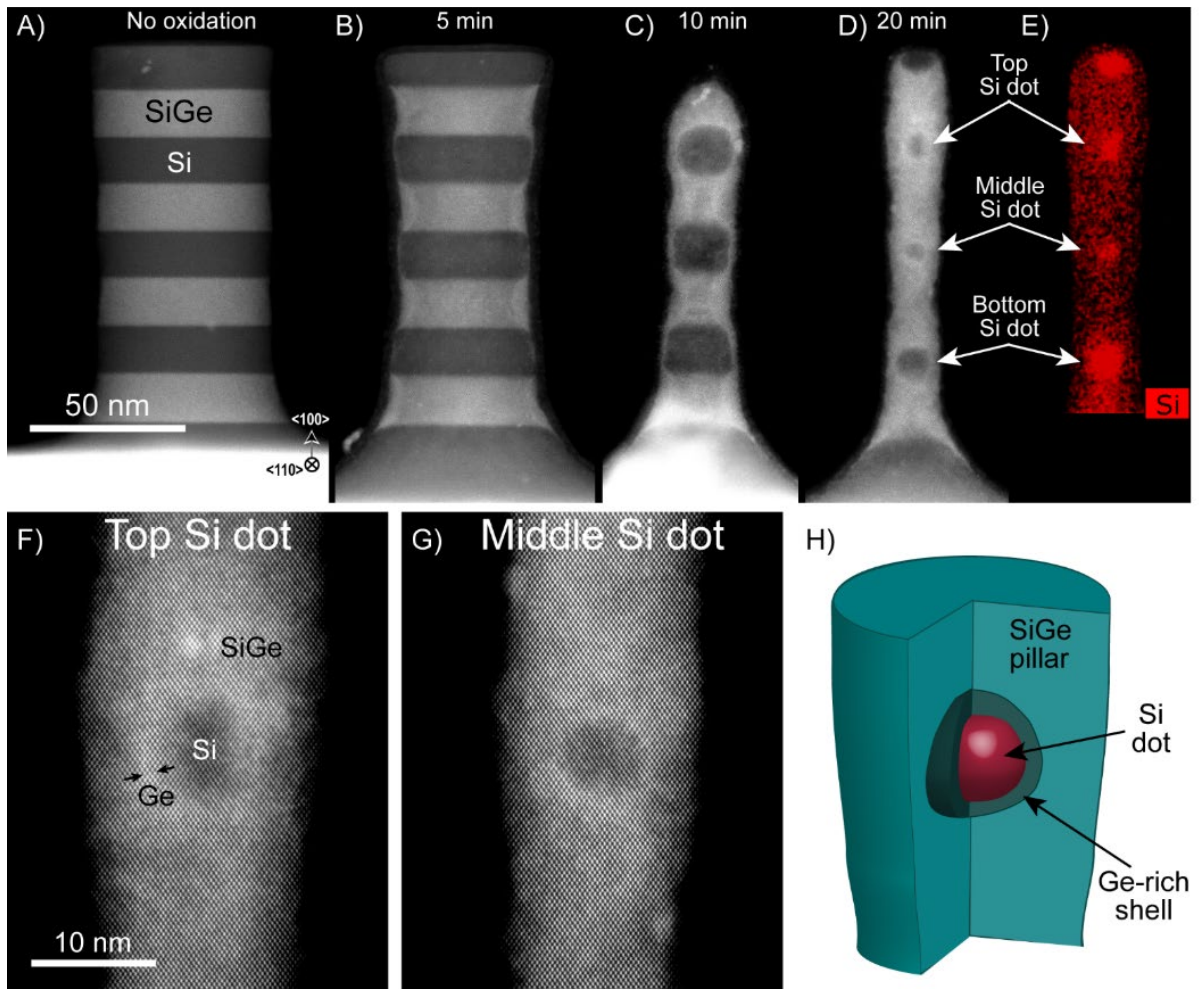 A)
No oxidation
B)
5 min
C)
10 min
D)
20 min
E)
SiGe
Si
Top
Si dot
Middle
Si dot
Bottom
Si dot
50 nm
<100>
<110>
Si
F)
Top Si dot
G)
Middle Si dot
H)
SiGe
Si
Ge
10 nm
SiGe
pillar
Si
dot
Ge-rich
shell